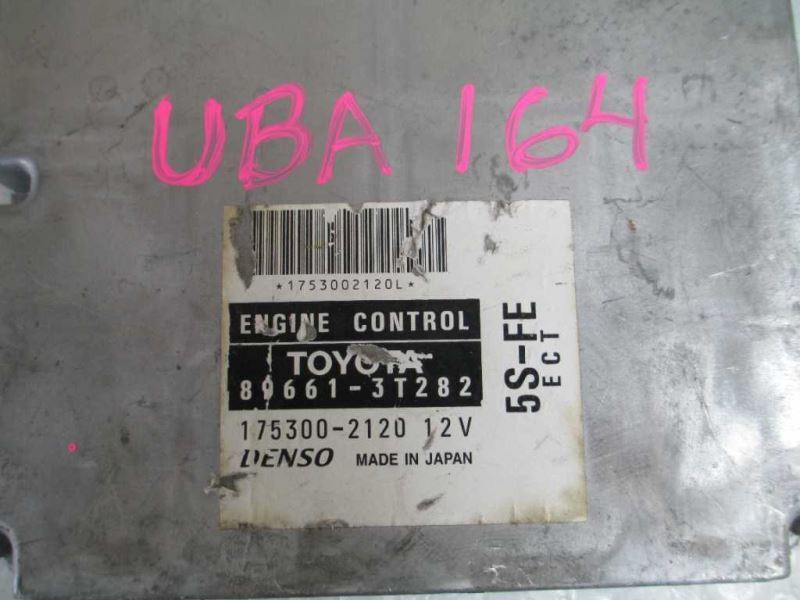 UBA 164
*1753002120L*
ENGINE CONTROL
TOYOTA
89661-3T282
175300-2120 12V
DENSO MADE IN JAPAN
5S-FE
ECT